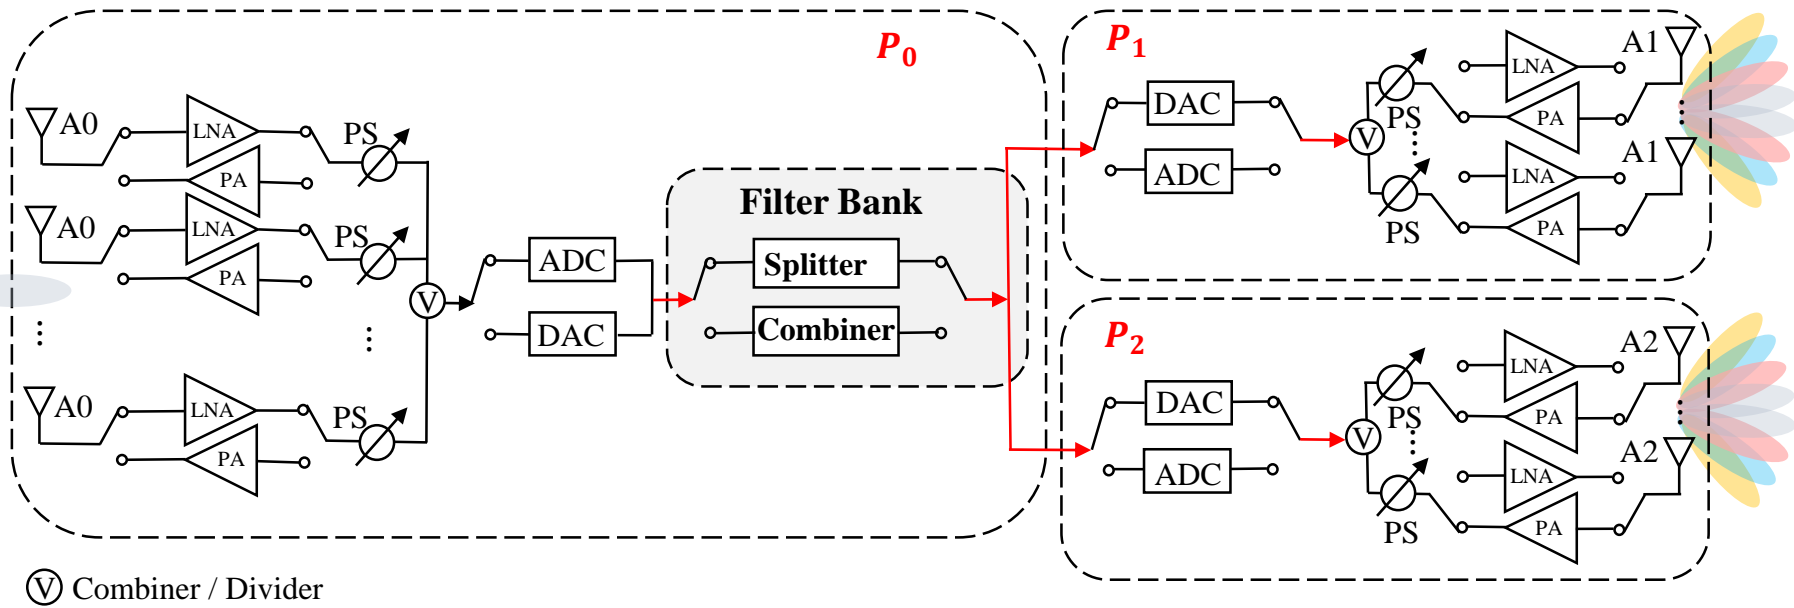 P0
A0
LNA
PS
PA
A0
LNA
PS
PA
V
ADC
DAC
A0
LNA
PS
PA
Filter Bank
Splitter
Combiner
P1
DAC
ADC
V
PS
PS
LNA
PA
A1
LNA
PA
A1
P2
DAC
ADC
V
PS
PS
LNA
PA
A2
LNA
PA
A2
V Combiner / Divider